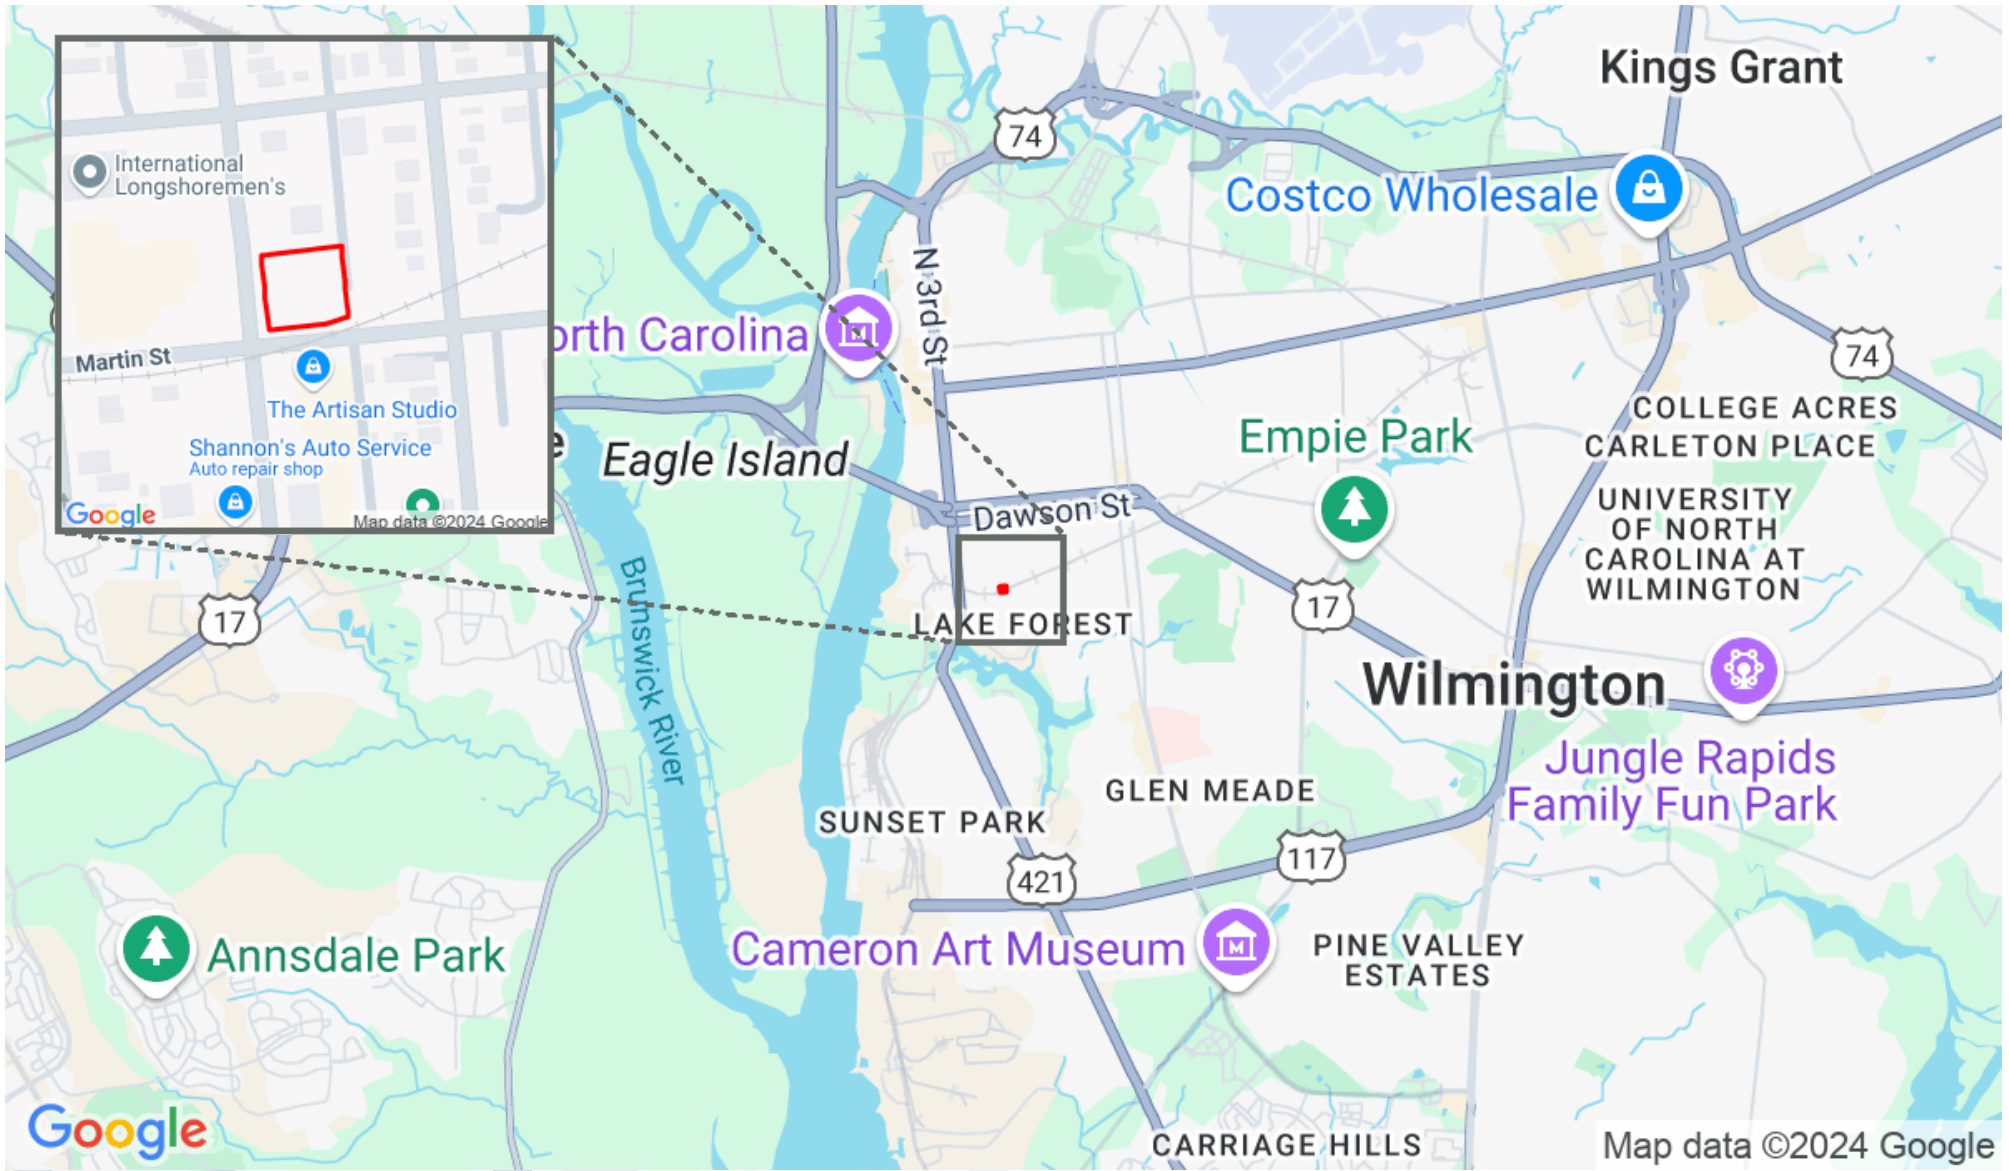 International
Longshoremen's
Martin St
The Artisan Studio
Shannon's Auto Service
Auto repair shop
Google
Map data ©2024 Google
Kings Grant
74
Costco Wholesale
N 3rd St
orth Carolina
74
COLLEGE ACRES
CARLETON PLACE
Empie Park
Eagle Island
UNIVERSITY
OF NORTH
CAROLINA AT
WILMINGTON
Dawson St
17
17
LAKE FOREST
Brunswick River
Wilmington
Jungle Rapids
Family Fun Park
GLEN MEADE
SUNSET PARK
117
421
Cameron Art Museum
PINE VALLEY
ESTATES
Annsdale Park
Google
CARRIAGE HILLS
Map data ©2024 Google